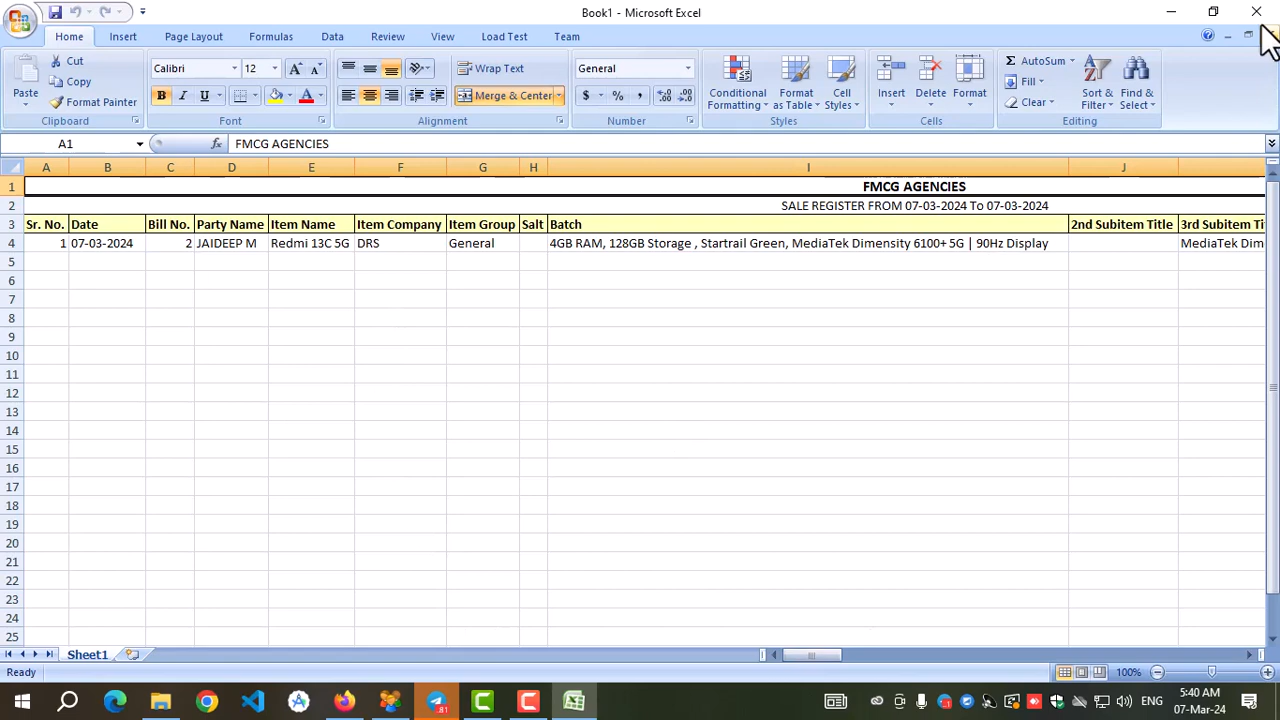 Book1 - Microsoft Excel
Home Insert Page Layout Formulas Data Review View Load Test Team
Paste Cut Copy Format Painter Clipboard
Calibri 12 A A B I U A Font
Wrap Text Merge & Center Alignment
General $ % , Number
Conditional Formatting Format as Table Cell Styles Styles
Insert Delete Format Cells
Σ AutoSum Fill Clear Sort & Filter Find & Select Editing
A1 fx FMCG AGENCIES
A B C D E F G H I J
1 FMCG AGENCIES
2 SALE REGISTER FROM 07-03-2024 To 07-03-2024
3 Sr. No. Date Bill No. Party Name Item Name Item Company Item Group Salt Batch 2nd Subitem Title 3rd Subitem Ti
4 1 07-03-2024 2 JAIDEEP M Redmi 13C 5G DRS General 4GB RAM, 128GB Storage , Startrail Green, MediaTek Dimensity 6100+ 5G | 90Hz Display MediaTek Dim
5
6
7
8
9
10
11
12
13
14
15
16
17
18
19
20
21
22
23
24
25
Sheet1
Ready 100%
81 ENG 5:40 AM
07-Mar-24